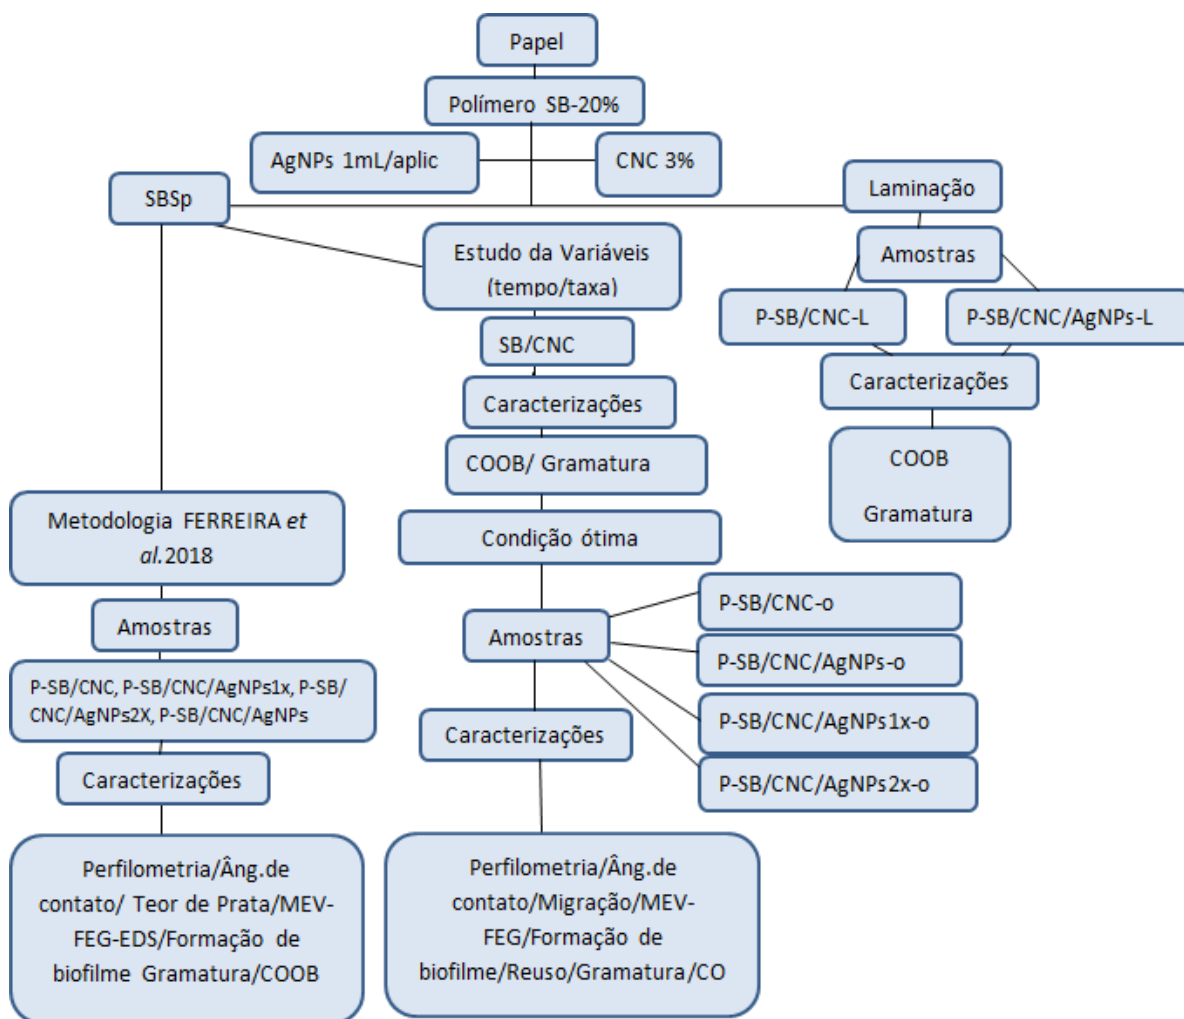 Papel
Polímero SB-20%
AgNPs 1mL/aplic
CNC 3%
SBSp
Laminação
Estudo da Variáveis
(tempo/taxa)
Amostras
P-SB/CNC-L
P-SB/CNC/AgNPs-L
SB/CNC
Caracterizações
Caracterizações
COOB/ Gramatura
COOB
Gramatura
Metodologia FERREIRA et
al.2018
Condição ótima
Amostras
Amostras
P-SB/CNC-o
P-SB/CNC/AgNPs-o
P-SB/CNC/AgNPs1x-o
P-SB/CNC/AgNPs2x-o
P-SB/CNC, P-SB/CNC/AgNPs1x, P-SB/
CNC/AgNPs2X, P-SB/CNC/AgNPs
Caracterizações
Caracterizações
Perfilometria/Âng.de
contato/ Teor de Prata/MEV-
FEG-EDS/Formação de
biofilme Gramatura/COOB
Perfilometria/Âng.de
contato/Migração/MEV-
FEG/Formação de
biofilme/Reuso/Gramatura/CO